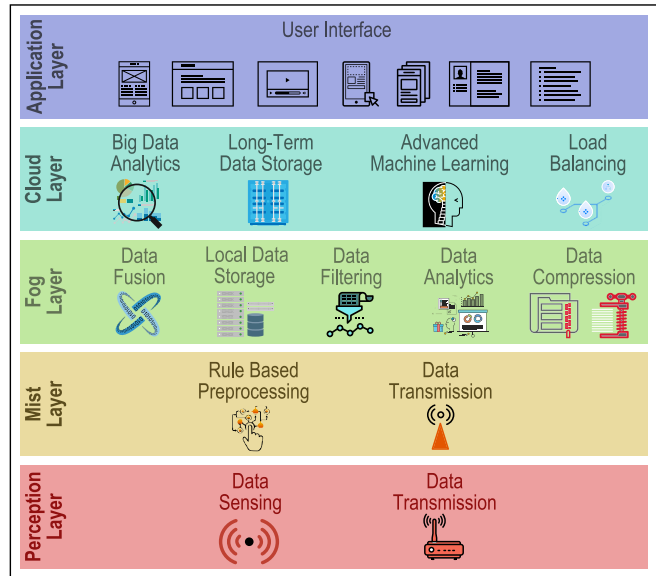 Application
Layer
User Interface
Cloud
Layer
Big Data
Analytics
Long-Term
Data Storage
Advanced
Machine Learning
Load
Balancing
Fog
Layer
Data
Fusion
Local Data
Storage
Data
Filtering
Data
Analytics
Data
Compression
Mist
Layer
Rule Based
Preprocessing
Data
Transmission
Perception
Layer
Data
Sensing
Data
Transmission